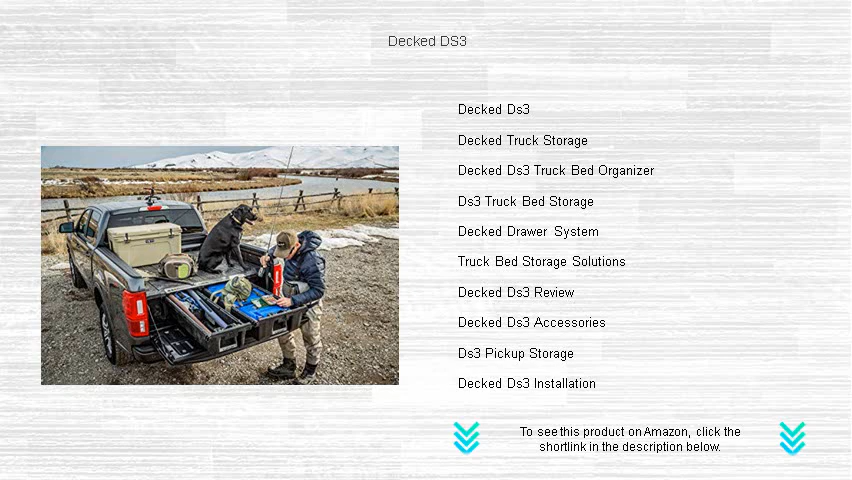 Decked DS3
Decked Ds3
Decked Truck Storage
Decked Ds3 Truck Bed Organizer
Ds3 Truck Bed Storage
Decked Drawer System
Truck Bed Storage Solutions
Decked Ds3 Review
Decked Ds3 Accessories
Ds3 Pickup Storage
Decked Ds3 Installation
To see this product on Amazon, click the
shortlink in the description below.